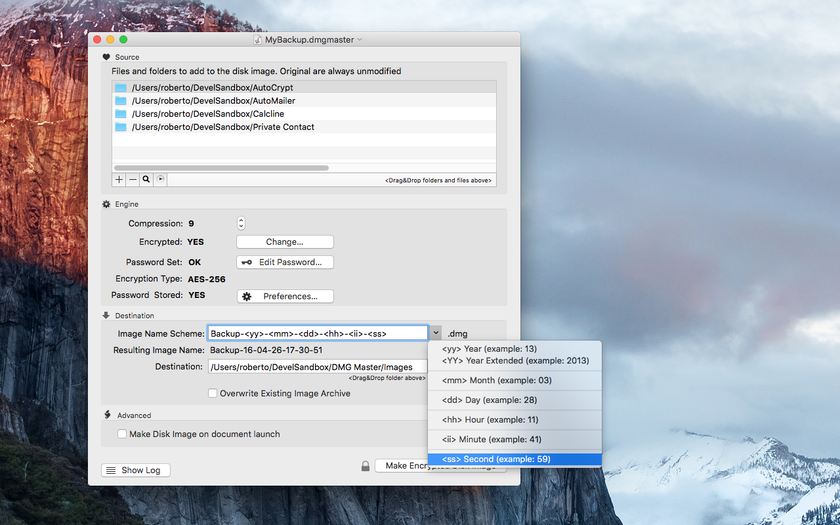 MyBackup.dmgmaster
Source
Files and folders to add to the disk image. Original are always unmodified
/Users/roberto/DevelSandbox/AutoCrypt
/Users/roberto/DevelSandbox/AutoMailer
/Users/roberto/DevelSandbox/Calcline
/Users/roberto/DevelSandbox/Private Contact
<Drag&Drop folders and files above>
Engine
Compression: 9
Encrypted: YES Change...
Password Set: OK Edit Password...
Encryption Type: AES-256
Password Stored: YES Preferences...
Destination
Image Name Scheme: Backup-<yy>-<mm>-<dd>-<hh>-<ii>-<ss> .dmg
Resulting Image Name: Backup-16-04-26-17-30-51
Destination: /Users/roberto/DevelSandbox/DMG Master/Images
<Drag&Drop folder above>
Overwrite Existing Image Archive
Advanced
Make Disk Image on document launch
Show Log
Make Encrypted Disk Image
<yy> Year (example: 13)
<YY> Year Extended (example: 2013)
<mm> Month (example: 03)
<dd> Day (example: 28)
<hh> Hour (example: 11)
<ii> Minute (example: 41)
<ss> Second (example: 59)